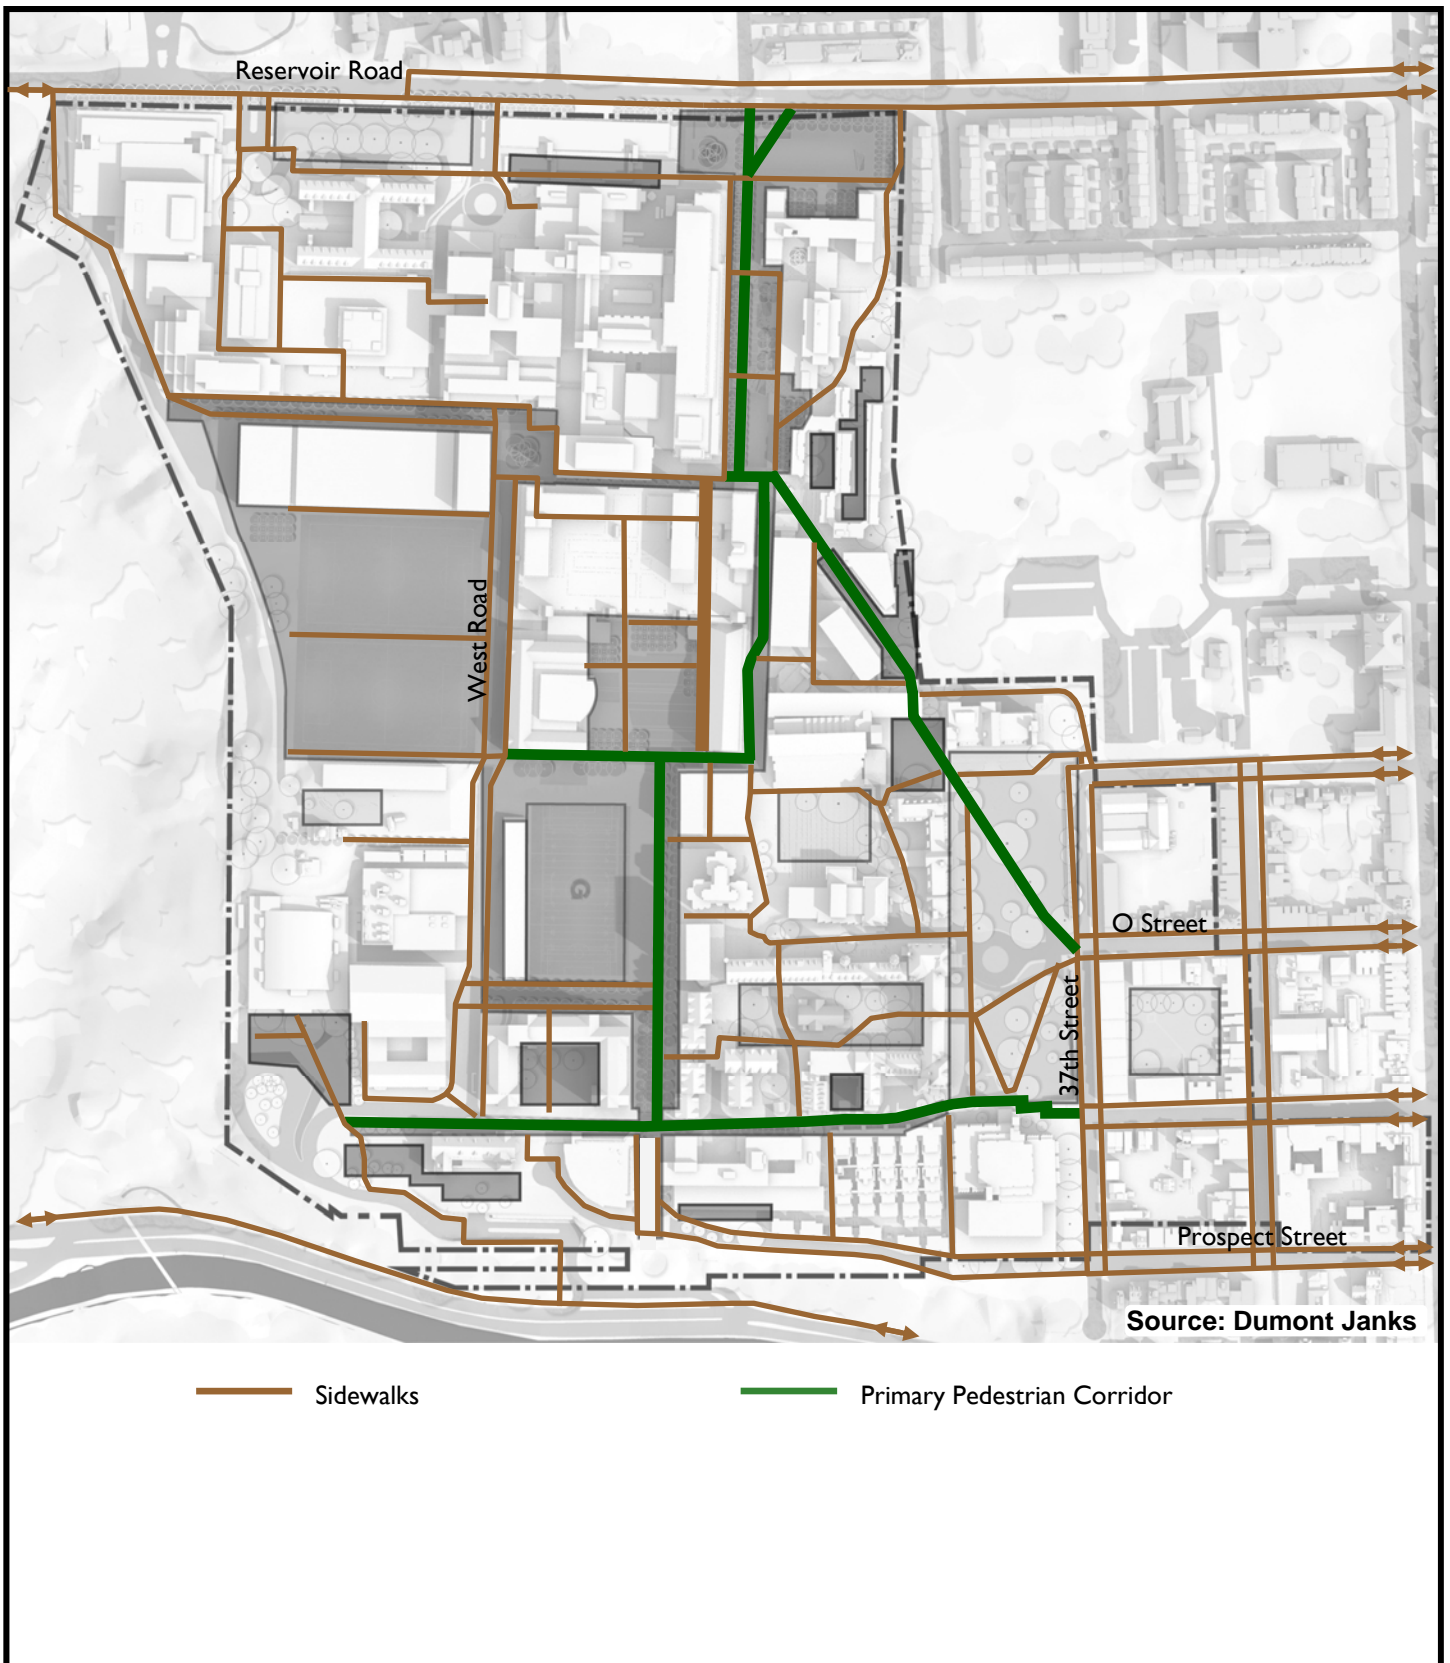 Reservoir Road
West Road
G
O Street
37th Street
Prospect Street
Source: Dumont Janks
Sidewalks
Primary Pedestrian Corridor